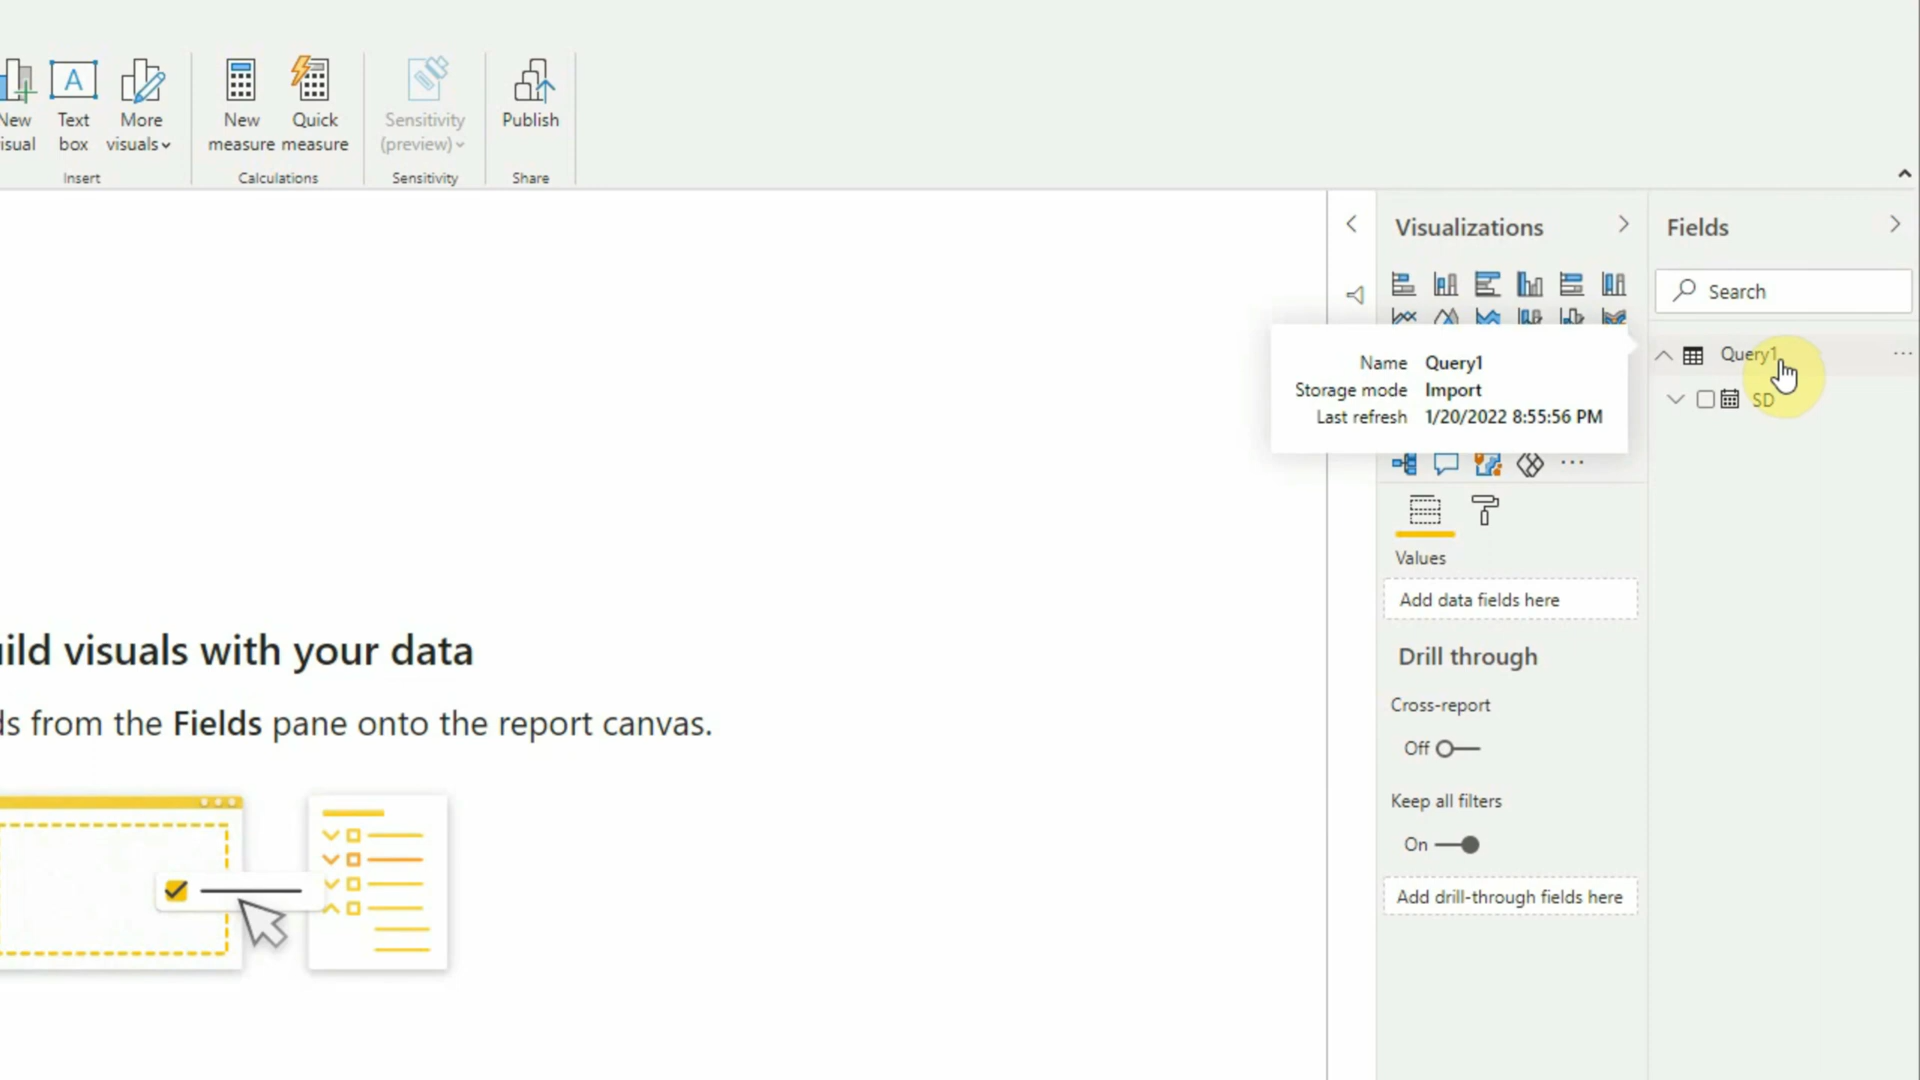 New
isual
Text
box
More
visuals
New
measure
Quick
measure
Sensitivity
(preview)
Publish
Insert
Calculations
Sensitivity
Share
Visualizations
Fields
Search
Name Query1
Storage mode Import
Last refresh 1/20/2022 8:55:56 PM
Query1
SD
Values
Add data fields here
Drill through
Cross-report
Off
Keep all filters
On
Add drill-through fields here
uild visuals with your data
ds from the Fields pane onto the report canvas.